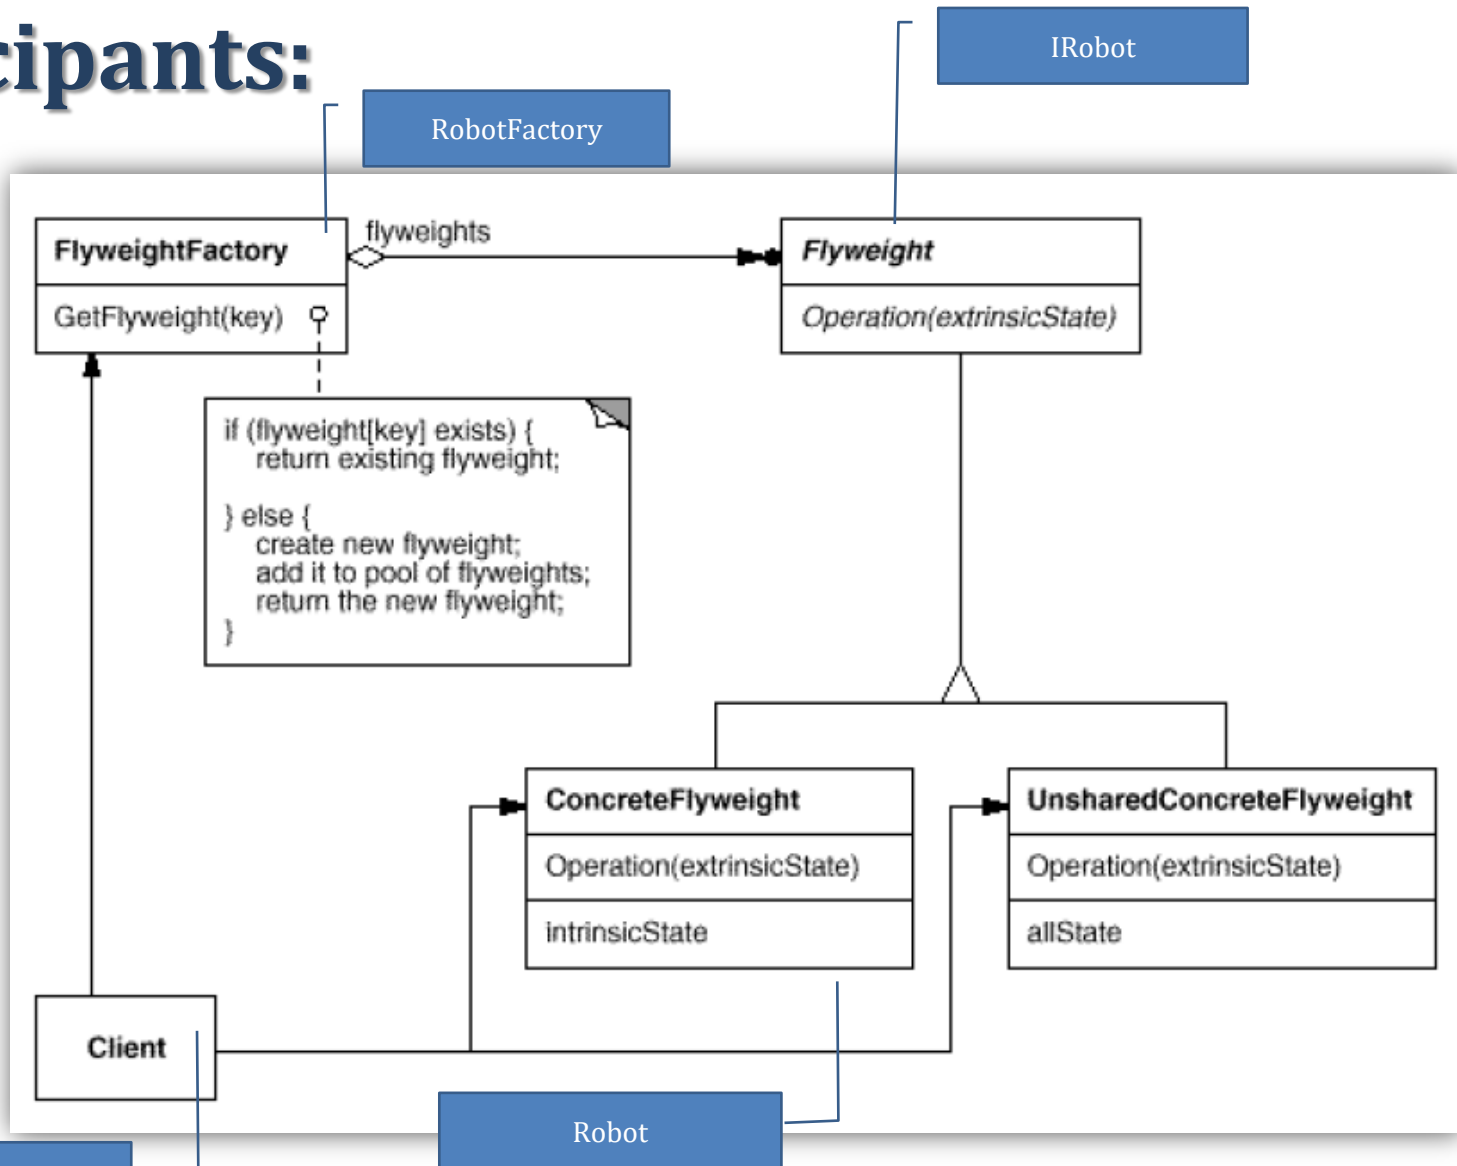 cipants:
IRobot
RobotFactory
flyweights
FlyweightFactory
GetFlyweight(key)
Flyweight
Operation(extrinsicState)
if (flyweight[key] exists) {
return existing flyweight;
} else {
create new flyweight;
add it to pool of flyweights;
return the new flyweight;
}
ConcreteFlyweight
Operation(extrinsicState)
intrinsicState
UnsharedConcreteFlyweight
Operation(extrinsicState)
allState
Client
Robot